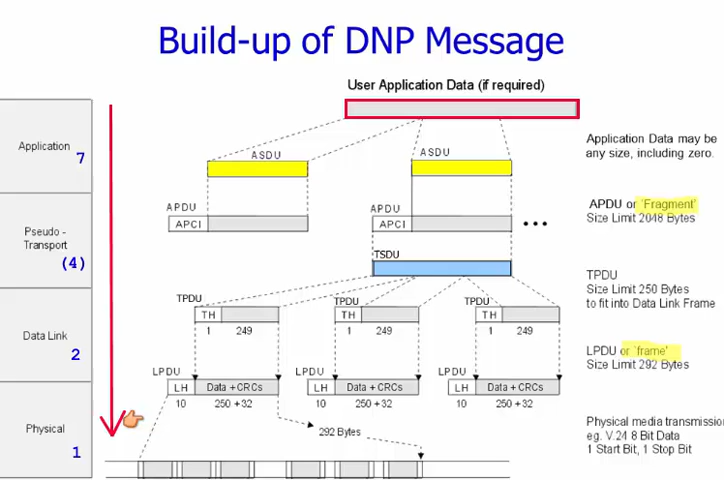 Build-up of DNP Message
User Application Data (if required)
Application
7
ASDU
ASDU
Application Data may be
any size, including zero.
APDU
APCI
APDU
APCI
APDU or 'Fragment'
Size Limit 2048 Bytes
Pseudo -
Transport
(4)
TSDU
TPDU
TH
1
249
TPDU
TH
1
249
TPDU
TH
1
249
TPDU
Size Limit 250 Bytes
to fit into Data Link Frame
Data Link
2
LPDU
LH
Data + CRCs
10
250 +32
LPDU
LH
Data + CRCs
10
250 +32
LPDU
LH
Data + CRCs
10
250 +32
LPDU or 'frame'
Size Limit 292 Bytes
Physical
1
292 Bytes
Physical media transmission
eg. V.24 8 Bit Data
1 Start Bit, 1 Stop Bit